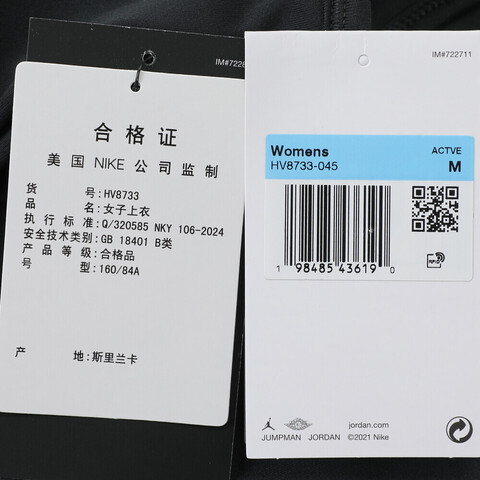 IM#7228
合格证
美国 NIKE 公司监制
货 号: HV8733
品 名: 女子上衣
执行标准: Q/320585 NKY 106-2024
安全技术类别: GB 18401 B类
产品等级: 合格品
号 型: 160/84A
产 地: 斯里兰卡
IM#722711
Womens
HV8733-045
ACTVE
M
1 98485 43619 0
RFID
jordan.com
JUMPMAN JORDAN ©2021 Nike
M